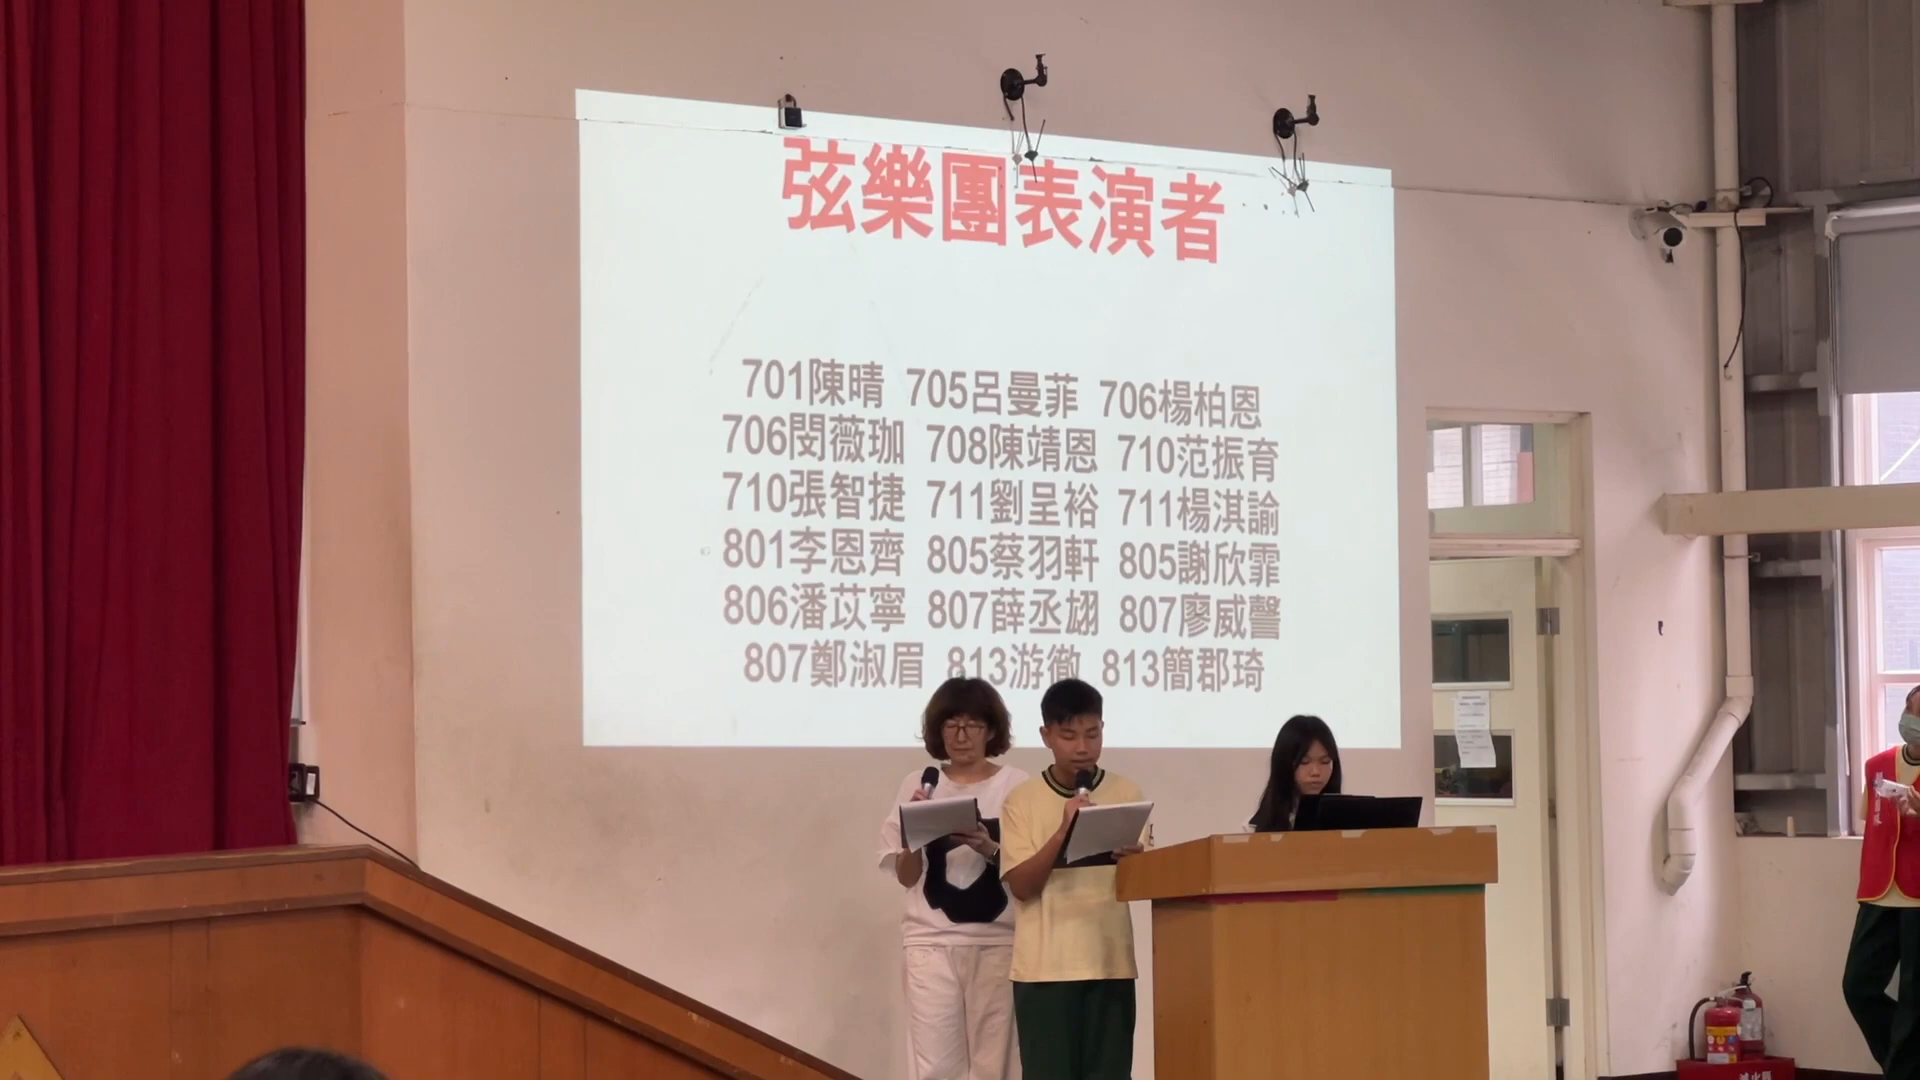 弦樂團表演者
701陳晴 705呂曼菲 706楊柏恩
706閔薇珈 708陳靖恩 710范振育
710張智捷 711劉呈裕 711楊淇諭
801李恩齊 805蔡羽軒 805謝欣霏
806潘苡寧 807薛丞翃 807廖威譽
807鄭淑眉 813游徹 813簡郡琦